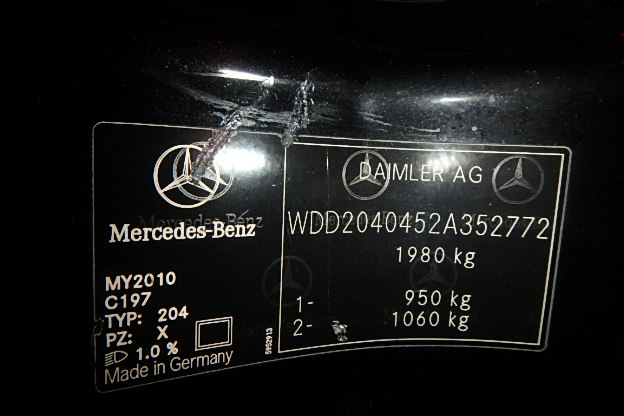 Mercedes-Benz
MY2010
C197
TYP: 204
PZ: X
1.0 %
Made in Germany
5952913
DAIMLER AG
WDD2040452A352772
1980 kg
1- 950 kg
2- 1060 kg